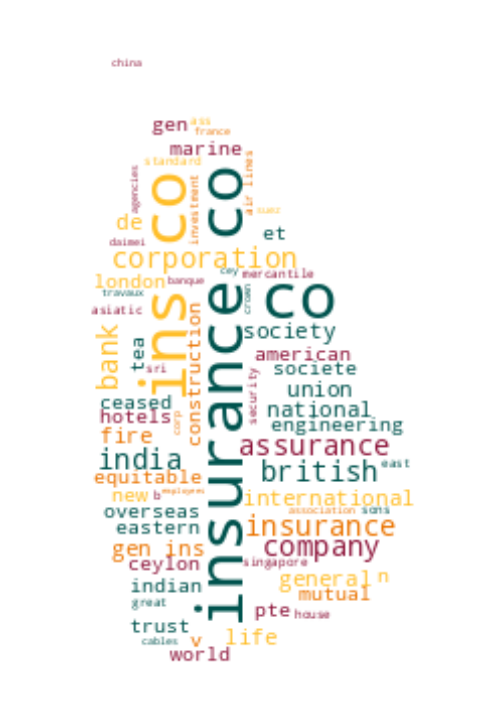 china
gen
ass
france
marine
standard
agencies
ins co
investment
air lines
insurance co
suez
de
et
daimei
corporation
cey
mercantile
london
banque
crown
co
travaux
asiatic
society
bank
tea
construction
american
sri
societe
security
union
ceased
national
hotels
corp
engineering
fire
assurance
india
british
east
equitable
new
b
employees
international
overseas
association
sons
eastern
insurance
gen ins
company
ceylon
singapore
indian
general
n
mutual
great
pte
house
trust
cables
v
life
world